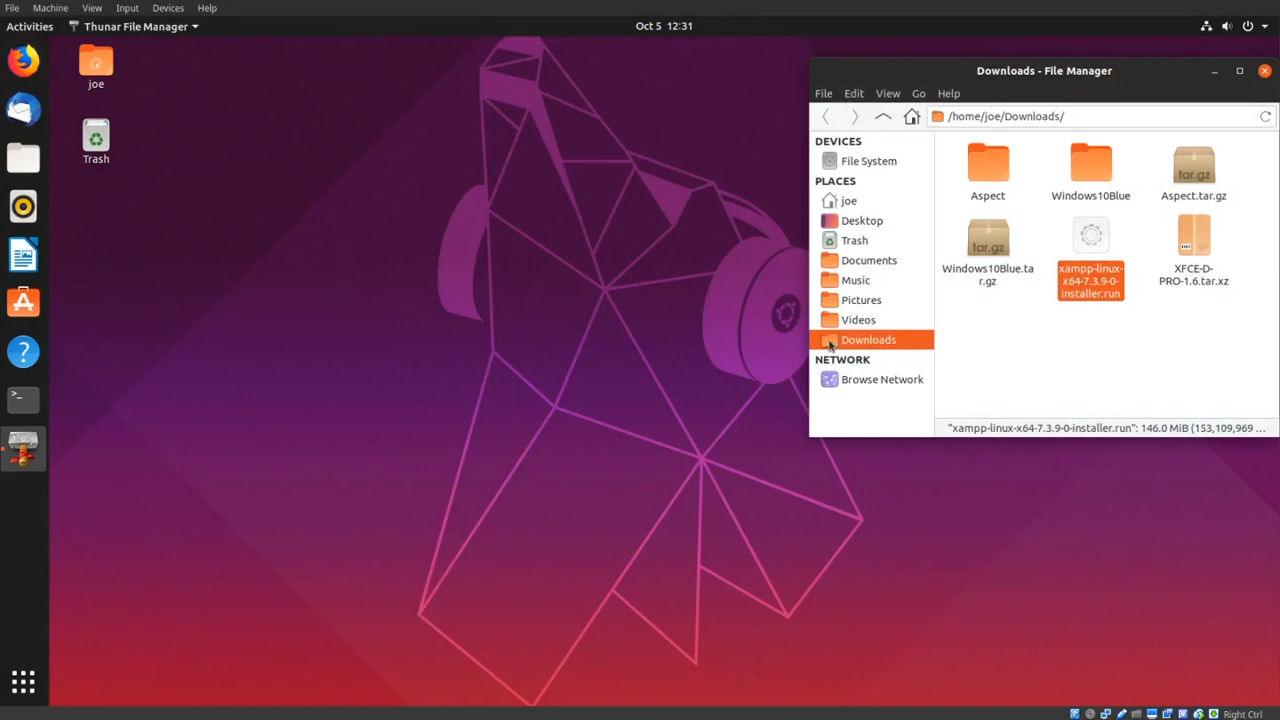 File Machine View Input Devices Help
Activities Thunar File Manager Oct 5 12:31
joe
Trash
Downloads - File Manager
File Edit View Go Help
/home/joe/Downloads/
DEVICES
File System
PLACES
joe
Desktop
Trash
Documents
Music
Pictures
Videos
Downloads
NETWORK
Browse Network
Aspect
Windows10Blue
tar.gz
Aspect.tar.gz
tar.gz
Windows10Blue.ta
r.gz
xampp-linux-
x64-7.3.9-0-
installer.run
XFCE-D-
PRO-1.6.tar.xz
"xampp-linux-x64-7.3.9-0-installer.run": 146.0 MiB (153,109,969 ...
>_
Right Ctrl